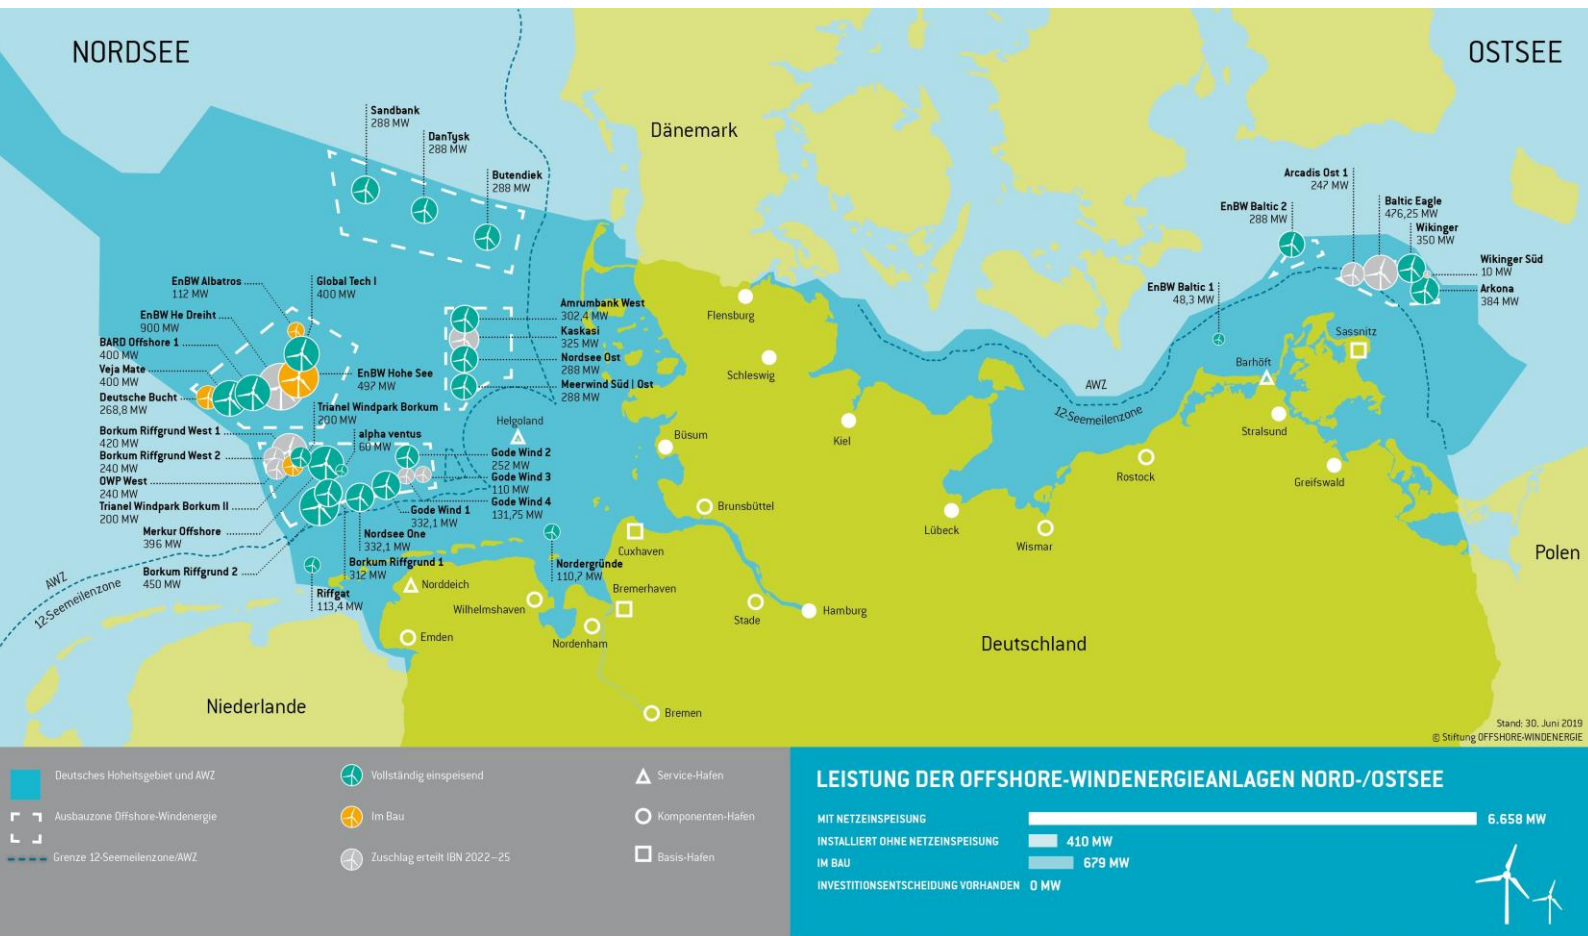 NORDSEE
OSTSEE
Dänemark
Sandbank
288 MW
DanTysk
288 MW
Butendiek
288 MW
EnBW Albatros
112 MW
Global Tech I
400 MW
EnBW He Dreiht
900 MW
BARD Offshore 1
400 MW
Veja Mate
400 MW
Deutsche Bucht
268,8 MW
EnBW Hohe See
497 MW
Trianel Windpark Borkum
200 MW
alpha ventus
60 MW
Borkum Riffgrund West 1
420 MW
Borkum Riffgrund West 2
240 MW
OWP West
240 MW
Trianel Windpark Borkum II
200 MW
Merkur Offshore
396 MW
Borkum Riffgrund 2
450 MW
Riffgat
113,4 MW
Borkum Riffgrund 1
312 MW
Nordsee One
332,1 MW
Gode Wind 1
332,1 MW
Gode Wind 2
252 MW
Gode Wind 3
110 MW
Gode Wind 4
131,75 MW
Nordergründe
110,7 MW
Amrumbank West
302,4 MW
Kaskasi
325 MW
Nordsee Ost
288 MW
Meerwind Süd | Ost
288 MW
Helgoland
Arcadis Ost 1
247 MW
Baltic Eagle
476,25 MW
EnBW Baltic 2
288 MW
Wikinger
350 MW
Wikinger Süd
10 MW
Arkona
384 MW
EnBW Baltic 1
48,3 MW
Flensburg
Schleswig
Kiel
Büsum
Brunsbüttel
Cuxhaven
Bremerhaven
Norddeich
Wilhelmshaven
Emden
Nordenham
Stade
Hamburg
Bremen
Lübeck
Wismar
Rostock
Barhöft
Sassnitz
Stralsund
Greifswald
AWZ
12-Seemeilenzone
AWZ
12-Seemeilenzone
Niederlande
Deutschland
Polen
Stand: 30. Juni 2019
© Stiftung OFFSHORE-WINDENERGIE
Deutsches Hoheitsgebiet und AWZ
Ausbauzone Offshore-Windenergie
Grenze 12-Seemeilenzone/AWZ
Vollständig einspeisend
Im Bau
Zuschlag erteilt IBN 2022–25
Service-Hafen
Komponenten-Hafen
Basis-Hafen
LEISTUNG DER OFFSHORE-WINDENERGIEANLAGEN NORD-/OSTSEE
MIT NETZEINSPEISUNG 6.658 MW
INSTALLIERT OHNE NETZEINSPEISUNG 410 MW
IM BAU 679 MW
INVESTITIONSENTSCHEIDUNG VORHANDEN 0 MW